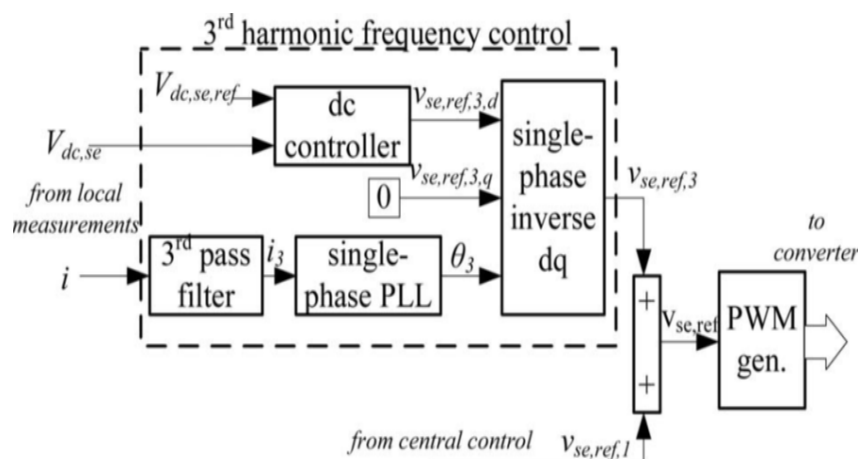 3rd harmonic frequency control
Vdc,se,ref
dc
controller
vse,ref,3,d
Vdc,se
single-
phase
inverse
dq
vse,ref,3,q
0
vse,ref,3
from local
measurements
i
3rd pass
filter
i3
single-
phase PLL
θ3
to
converter
+
+
vse,ref
PWM
gen.
from central control
vse,ref,1